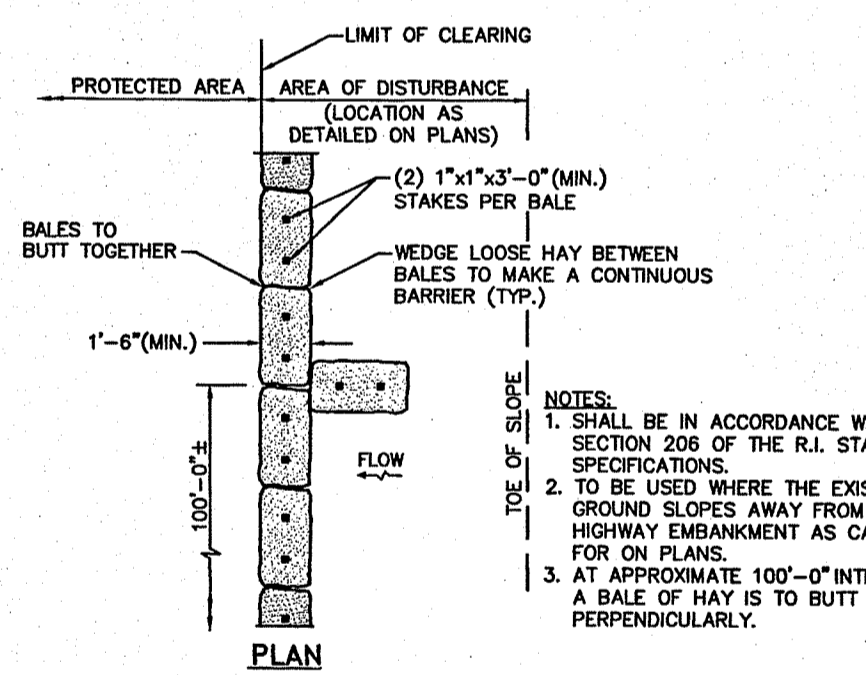 LIMIT OF CLEARING
PROTECTED AREA
AREA OF DISTURBANCE
(LOCATION AS
DETAILED ON PLANS)
(2) 1"x1"x3'-0"(MIN.)
STAKES PER BALE
BALES TO
BUTT TOGETHER
WEDGE LOOSE HAY BETWEEN
BALES TO MAKE A CONTINUOUS
BARRIER (TYP.)
1'-6"(MIN.)
100'-0"±
FLOW
TOE OF SLOPE
NOTES:
1. SHALL BE IN ACCORDANCE
SECTION 206 OF THE R.I.
SPECIFICATIONS.
2. TO BE USED WHERE THE
GROUND SLOPES AWAY FROM
HIGHWAY EMBANKMENT AS
FOR ON PLANS.
3. AT APPROXIMATE 100'-0"
A BALE OF HAY IS TO BUTT
PERPENDICULARLY.
PLAN